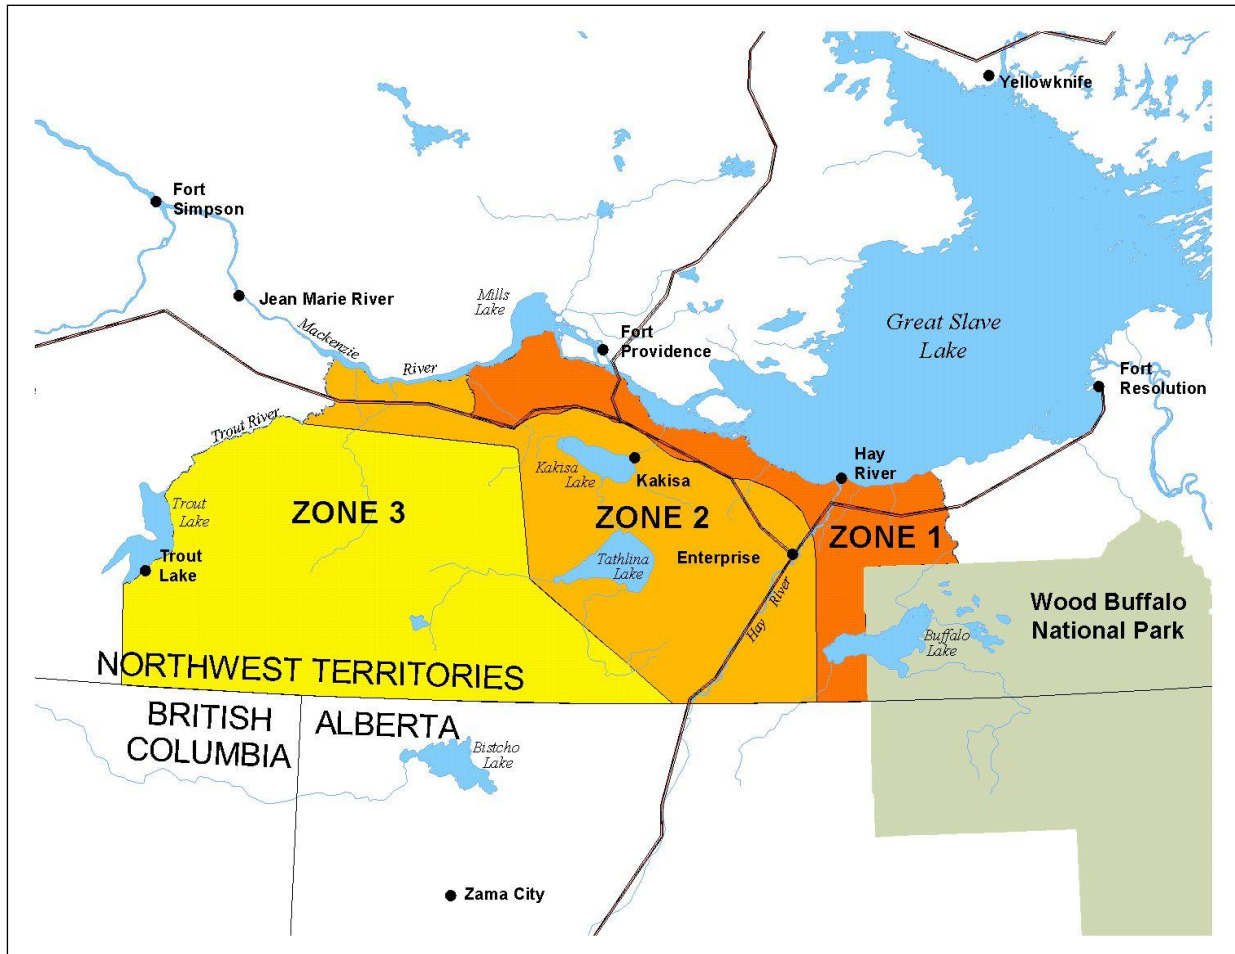 Yellowknife
Fort
Simpson
Jean Marie River
Mills
Lake
Mackenzie
River
Fort
Providence
Great Slave
Lake
Fort
Resolution
Trout River
Hay
River
Kakisa
Lake
Kakisa
Trout
Lake
ZONE 3
ZONE 2
ZONE 1
Trout
Lake
Tathlina
Lake
Enterprise
Hay River
Wood Buffalo
National Park
Buffalo
Lake
NORTHWEST TERRITORIES
BRITISH
COLUMBIA
ALBERTA
Bistcho
Lake
Zama City